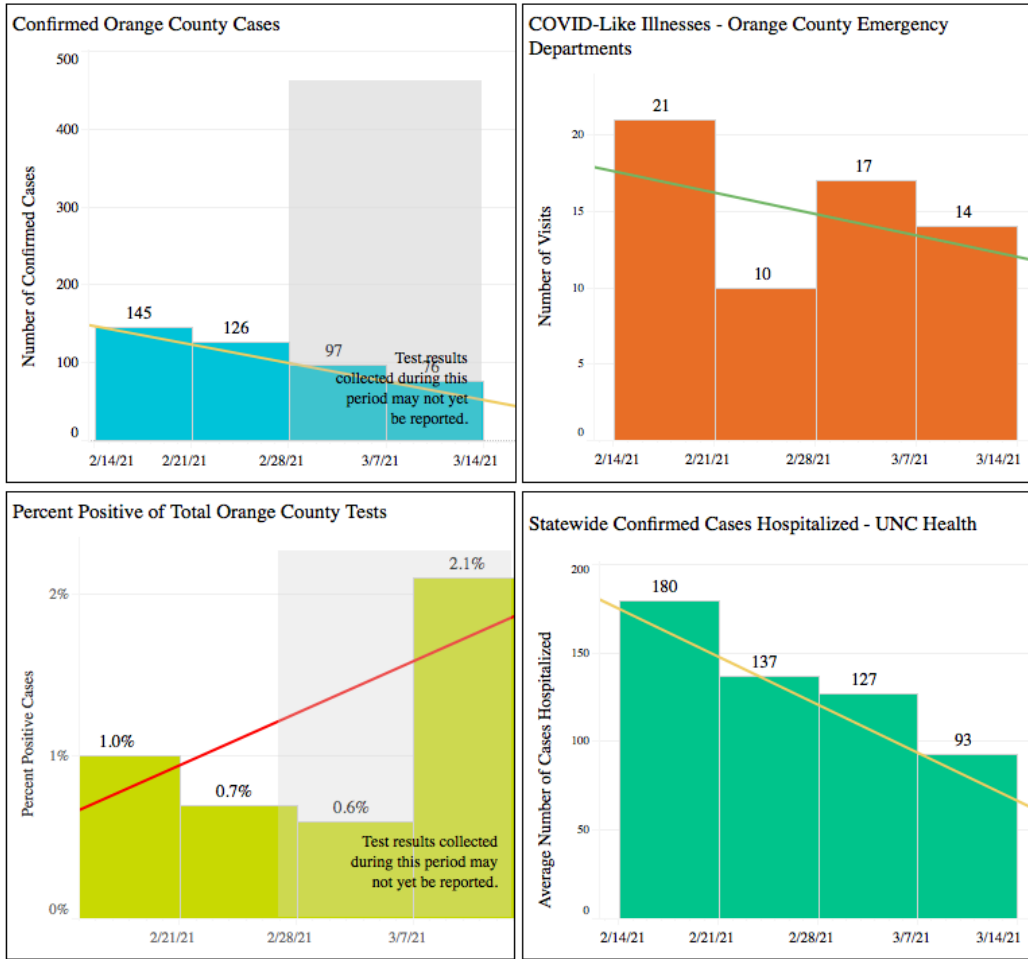 Confirmed Orange County Cases
Number of Confirmed Cases
500
400
300
200
100
0
145
126
97
76
Test results
collected during this
period may not yet
be reported.
2/14/21 2/21/21 2/28/21 3/7/21 3/14/21
COVID-Like Illnesses - Orange County Emergency
Departments
Number of Visits
20
15
10
5
0
21
10
17
14
2/14/21 2/21/21 2/28/21 3/7/21 3/14/21
Percent Positive of Total Orange County Tests
Percent Positive Cases
2%
1%
0%
1.0%
0.7%
0.6%
2.1%
Test results collected
during this period may
not yet be reported.
2/21/21 2/28/21 3/7/21
Statewide Confirmed Cases Hospitalized - UNC Health
Average Number of Cases Hospitalized
200
150
100
50
0
180
137
127
93
2/14/21 2/21/21 2/28/21 3/7/21 3/14/21